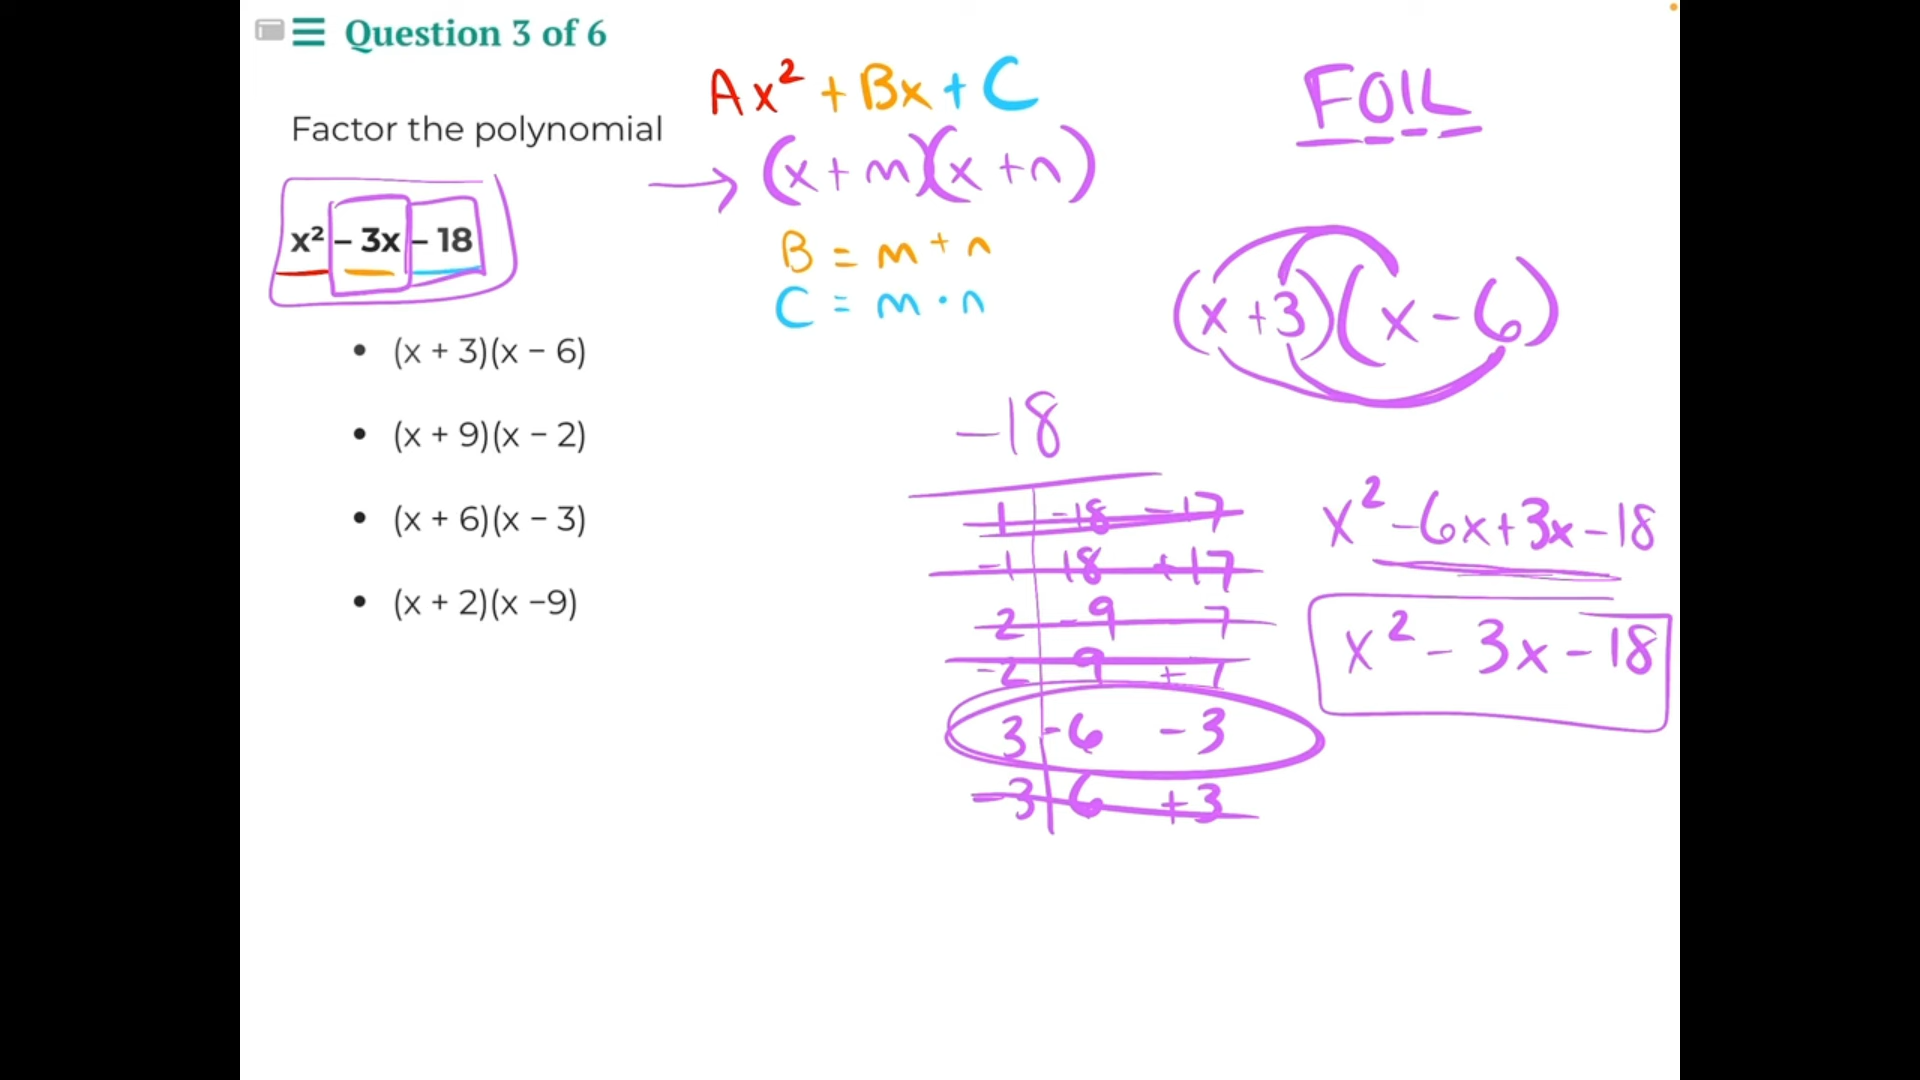 Question 3 of 6
Factor the polynomial
x² – 3x – 18
• (x + 3)(x − 6)
• (x + 9)(x − 2)
• (x + 6)(x − 3)
• (x + 2)(x −9)
Ax² + Bx + C
→ (x + m)(x + n)
B = m + n
C = m · n
-18
1 -18 -17
-1 18 +17
2 -9 7
-2 9 +7
3 -6 -3
-3 6 +3
FOIL
(x + 3)(x - 6)
x² - 6x + 3x - 18
x² - 3x - 18